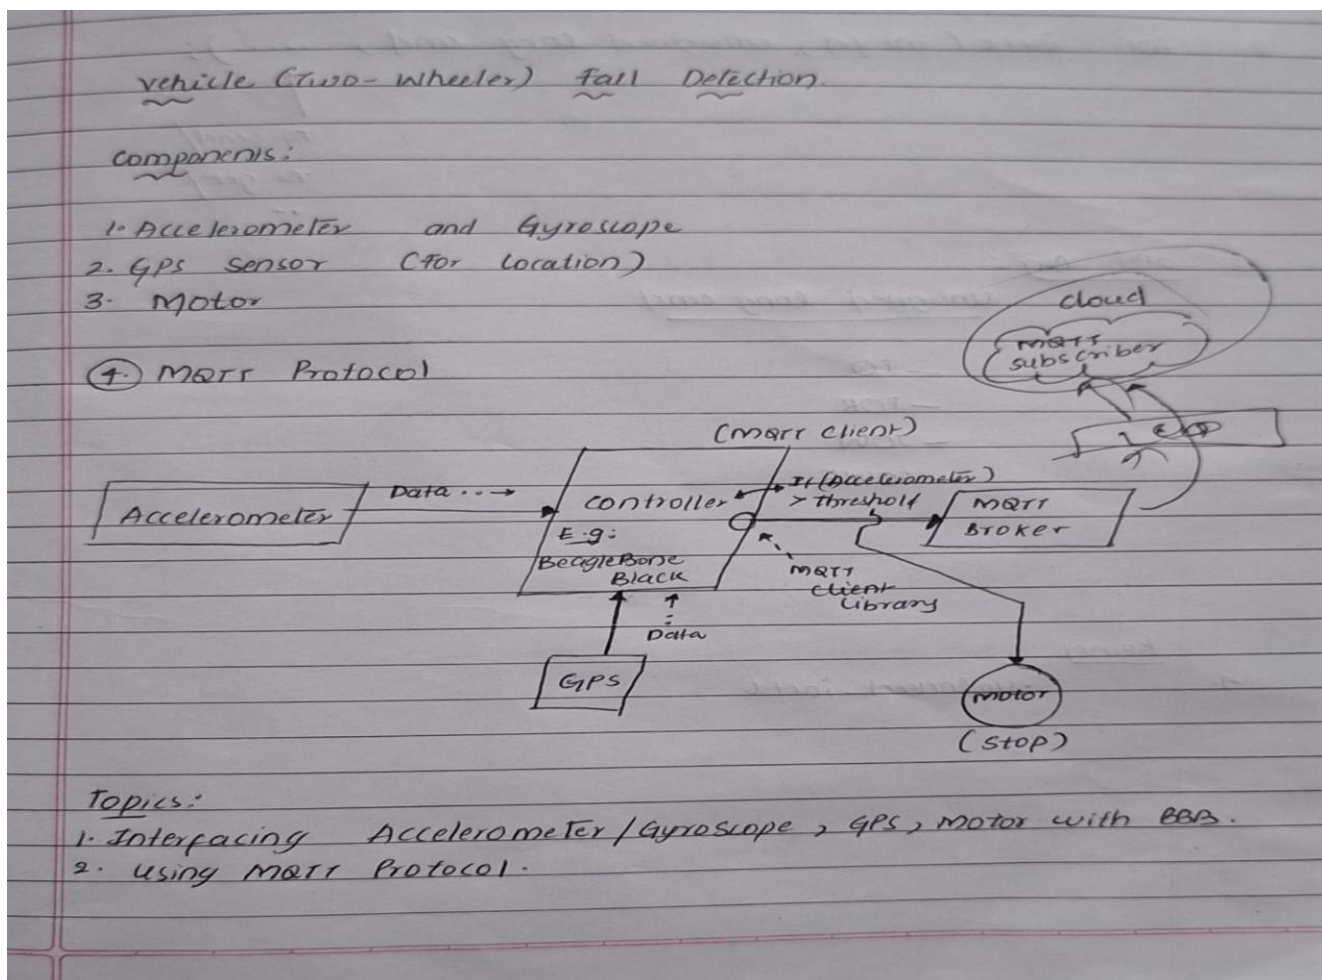 vehicle (Two-Wheeler) Fall Detection.
Components:
1. Accelerometer and Gyroscope
2. GPS Sensor (For Location)
3. Motor
4. MQTT Protocol
cloud
MQTT
subscriber
(MQTT Client)
Data
Accelerometer
Controller
E.g:
BeagleBone
Black
If (Accelerometer)
> Threshold
MQTT
Broker
MQTT
Client
Library
Data
GPS
Motor
(Stop)
Topics:
1. Interfacing Accelerometer/Gyroscope, GPS, Motor with BBB.
2. Using MQTT Protocol.